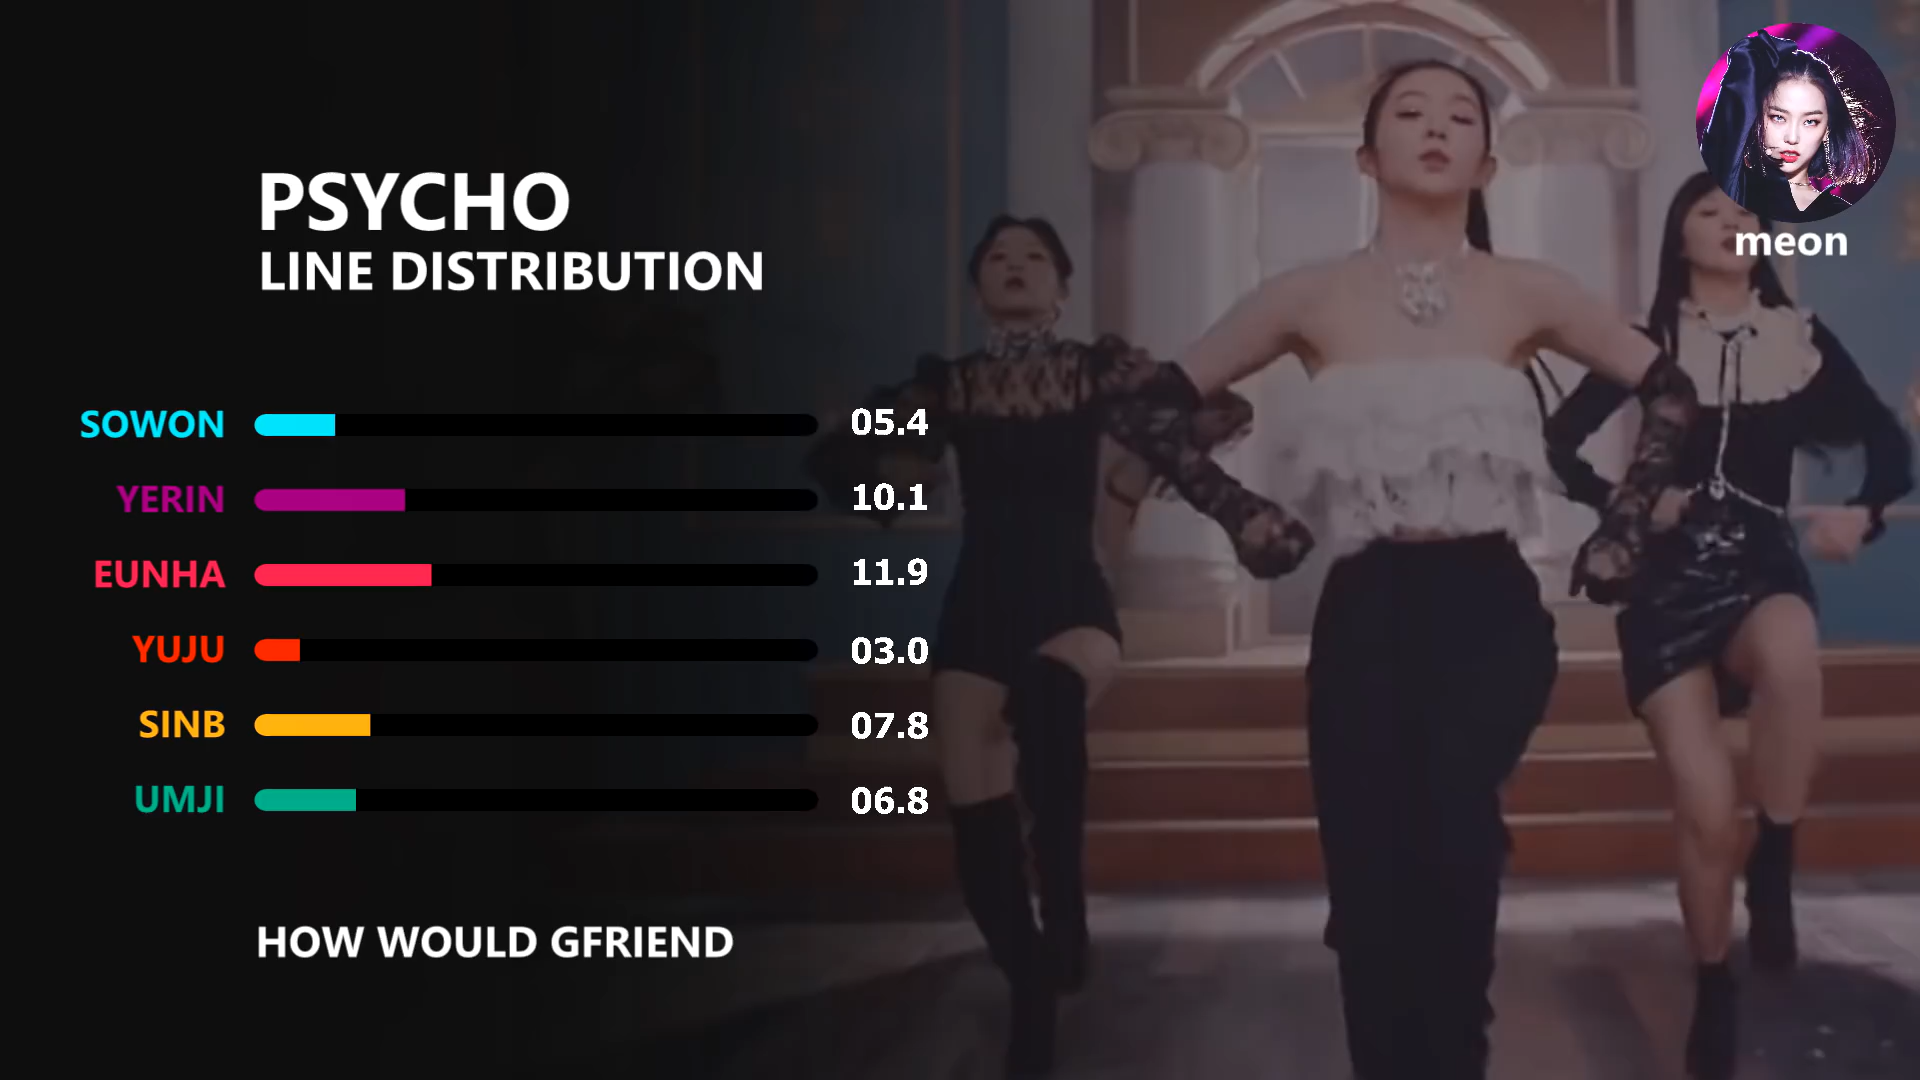 meon
PSYCHO
LINE DISTRIBUTION
SOWON 05.4
YERIN 10.1
EUNHA 11.9
YUJU 03.0
SINB 07.8
UMJI 06.8
HOW WOULD GFRIEND